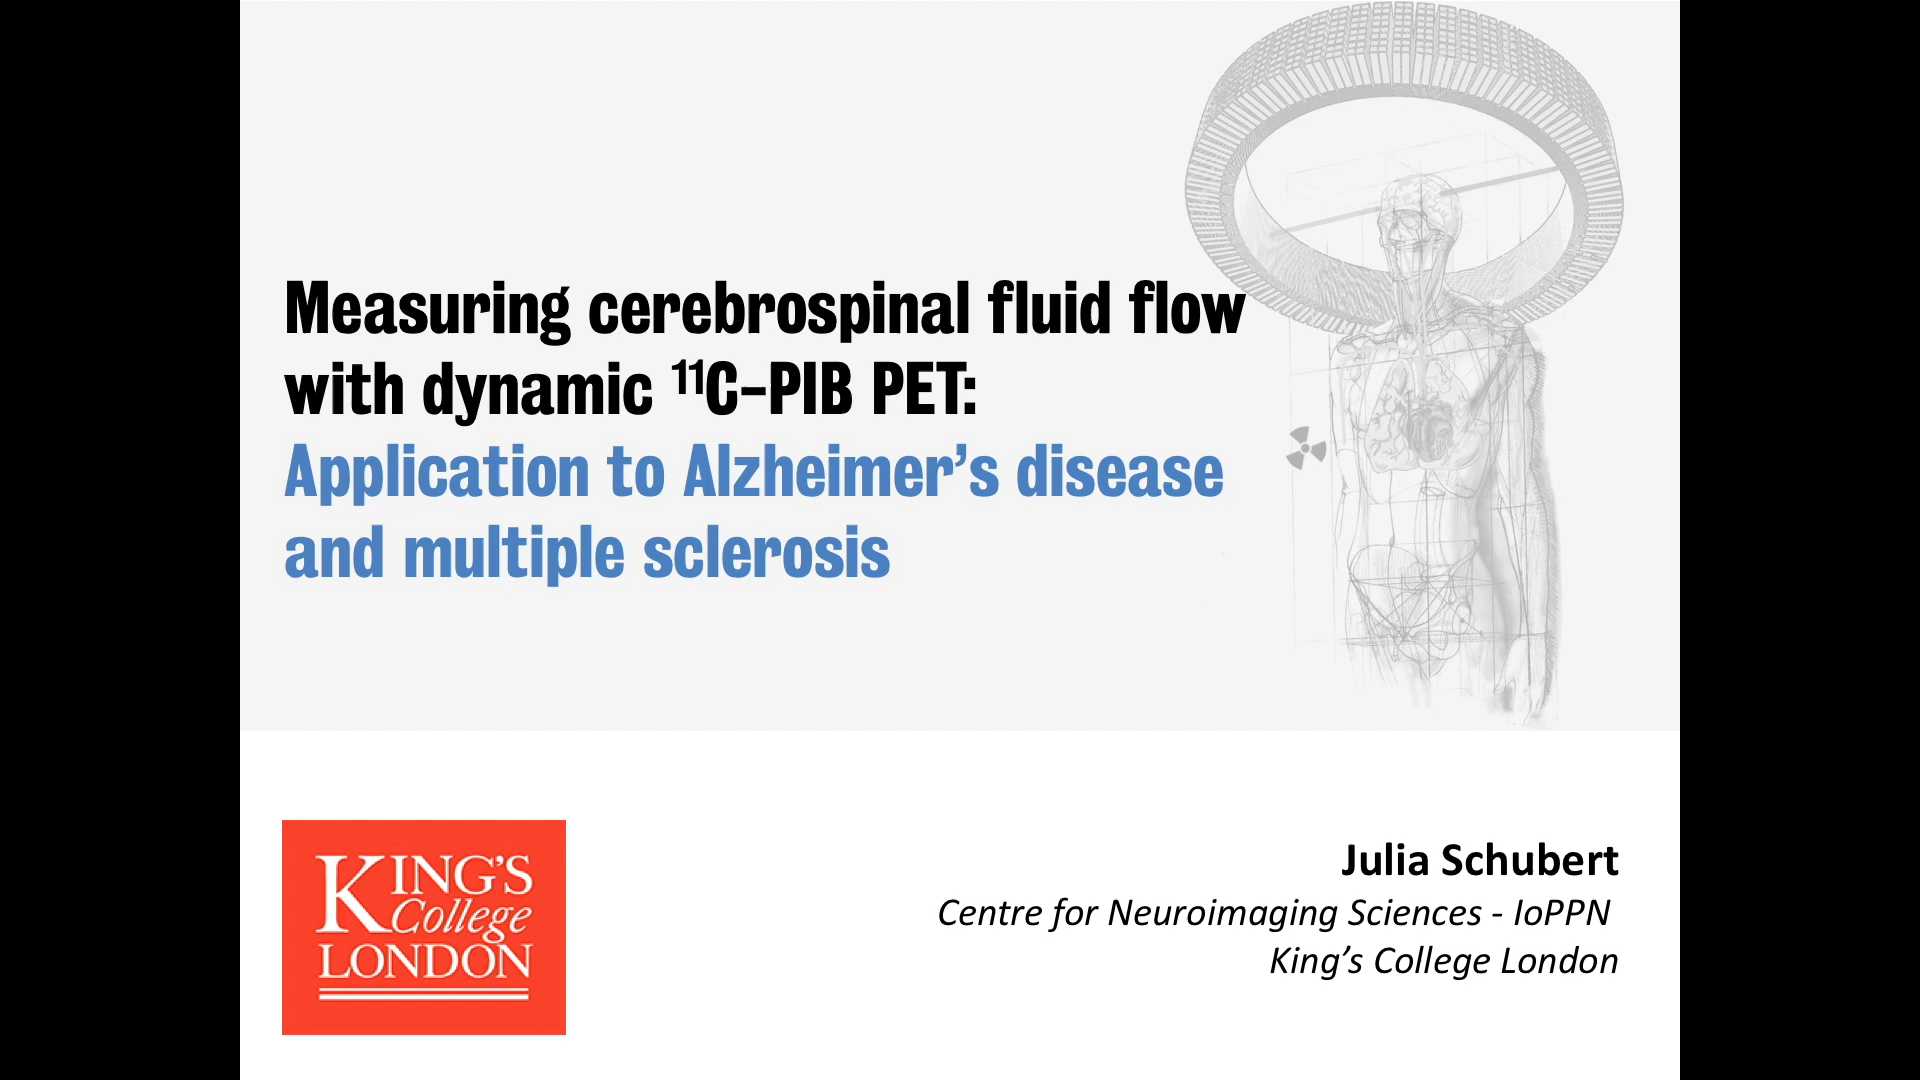 Measuring cerebrospinal fluid flow
with dynamic ¹¹C-PIB PET:
Application to Alzheimer’s disease
and multiple sclerosis
KING'S
College
LONDON
Julia Schubert
Centre for Neuroimaging Sciences - IoPPN
King’s College London